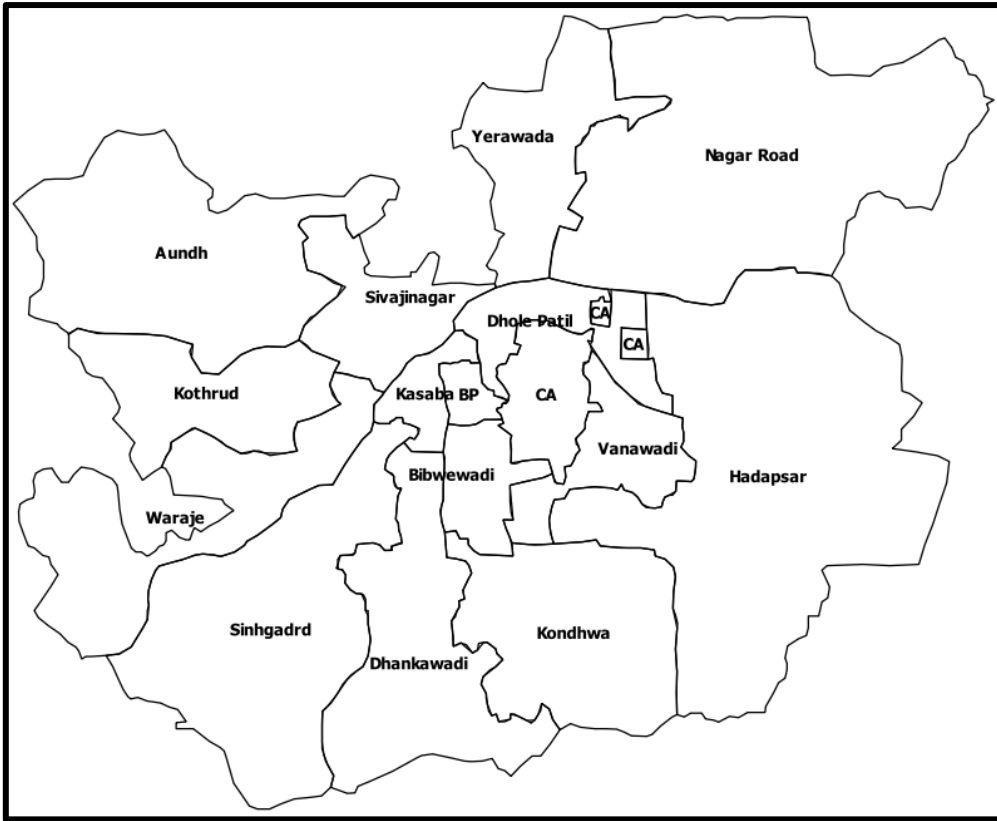 Yerawada
Nagar Road
Aundh
Sivajinagar
Dhole Patil
CA
CA
Kothrud
Kasaba BP
CA
Vanawadi
Bibwewadi
Hadapsar
Waraje
Sinhgadrd
Kondhwa
Dhankawadi